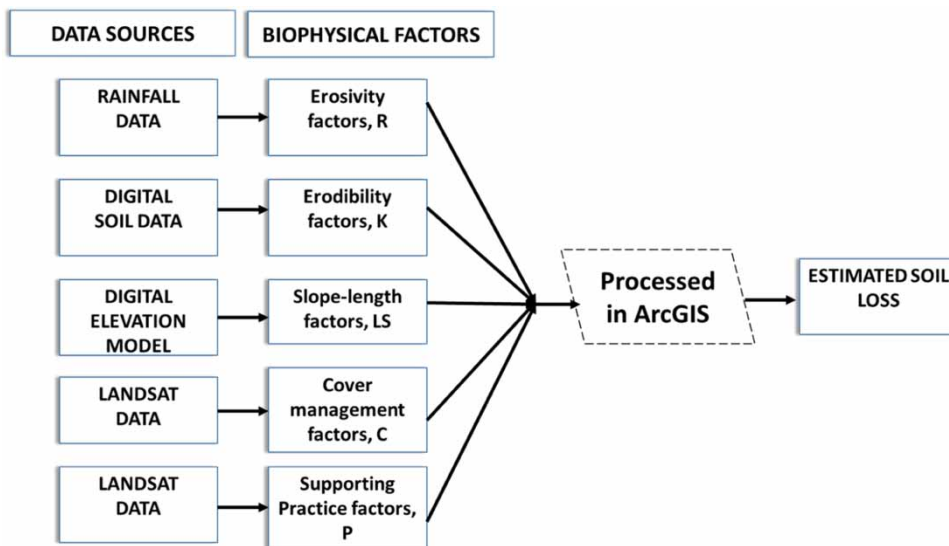 DATA SOURCES
BIOPHYSICAL FACTORS
RAINFALL
DATA
Erosivity
factors, R
DIGITAL
SOIL DATA
Erodibility
factors, K
DIGITAL
ELEVATION
MODEL
Slope-length
factors, LS
LANDSAT
DATA
Cover
management
factors, C
LANDSAT
DATA
Supporting
Practice factors,
P
Processed
in ArcGIS
ESTIMATED SOIL
LOSS